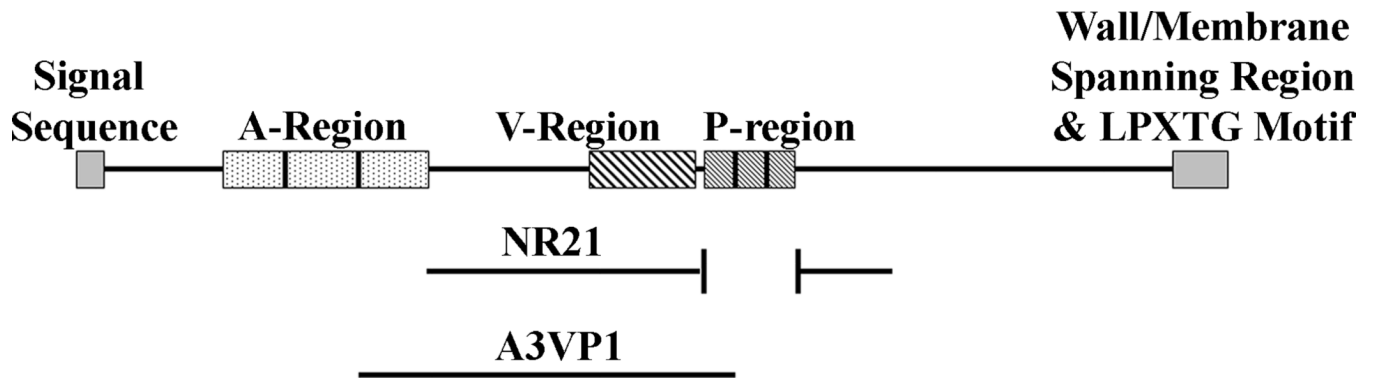 Signal
Sequence
A-Region
V-Region
P-region
Wall/Membrane
Spanning Region
& LPXTG Motif
NR21
A3VP1